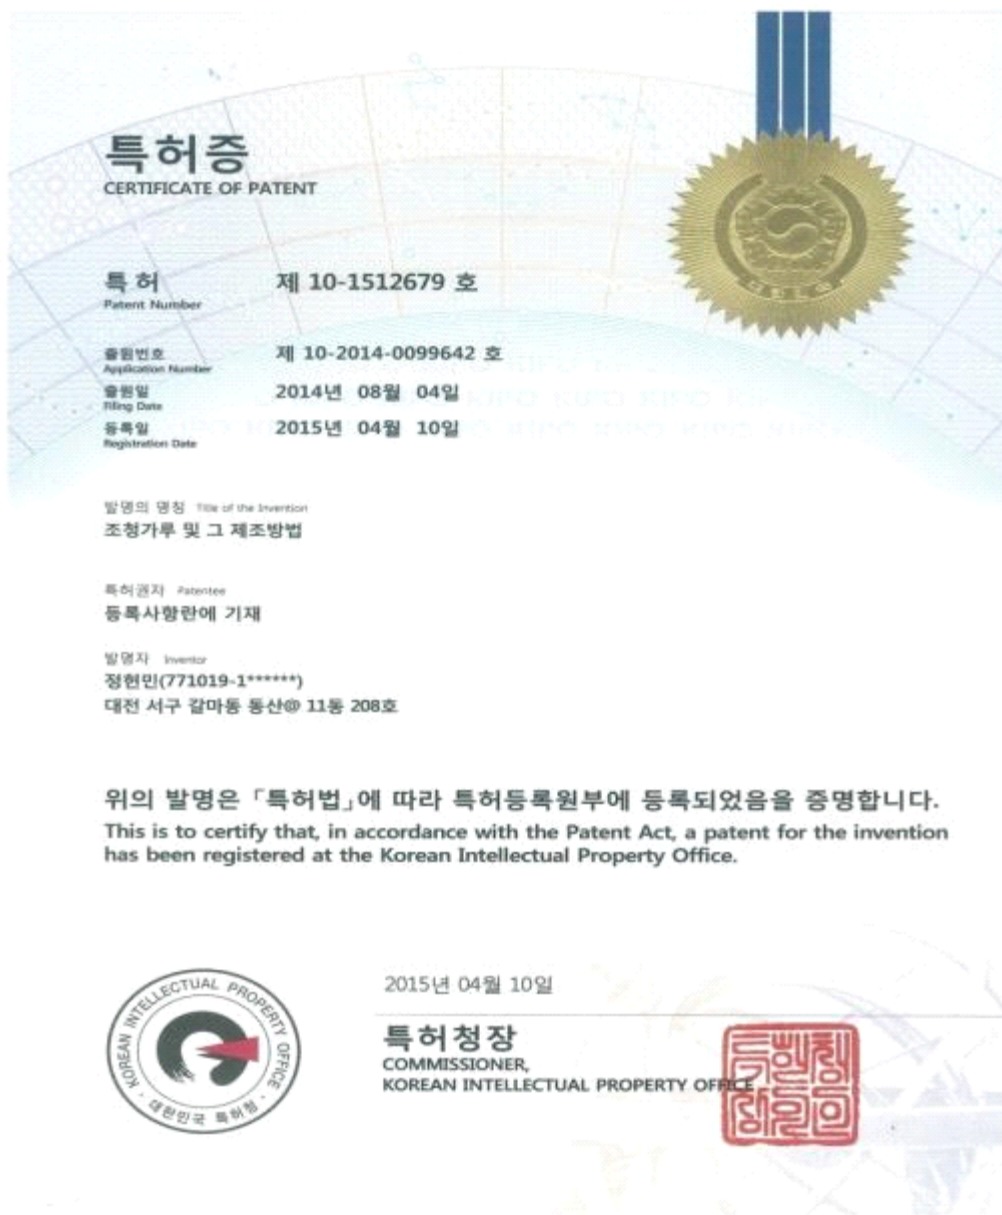 특허증
CERTIFICATE OF PATENT
특 허 제 10-1512679 호
Patent Number
출원번호 제 10-2014-0099642 호
Application Number
출원일 2014년 08월 04일
Filing Date
등록일 2015년 04월 10일
Registration Date
발명의 명칭 Title of the Invention
조청가루 및 그 제조방법
특허권자 Patentee
등록사항란에 기재
발명자 Inventor
정현민(771019-1******)
대전 서구 갈마동 동산@ 11동 208호
위의 발명은 「특허법」에 따라 특허등록원부에 등록되었음을 증명합니다.
This is to certify that, in accordance with the Patent Act, a patent for the invention
has been registered at the Korean Intellectual Property Office.
2015년 04월 10일
특허청장
COMMISSIONER,
KOREAN INTELLECTUAL PROPERTY OFFICE
KOREAN INTELLECTUAL PROPERTY OFFICE
대한민국 특허청